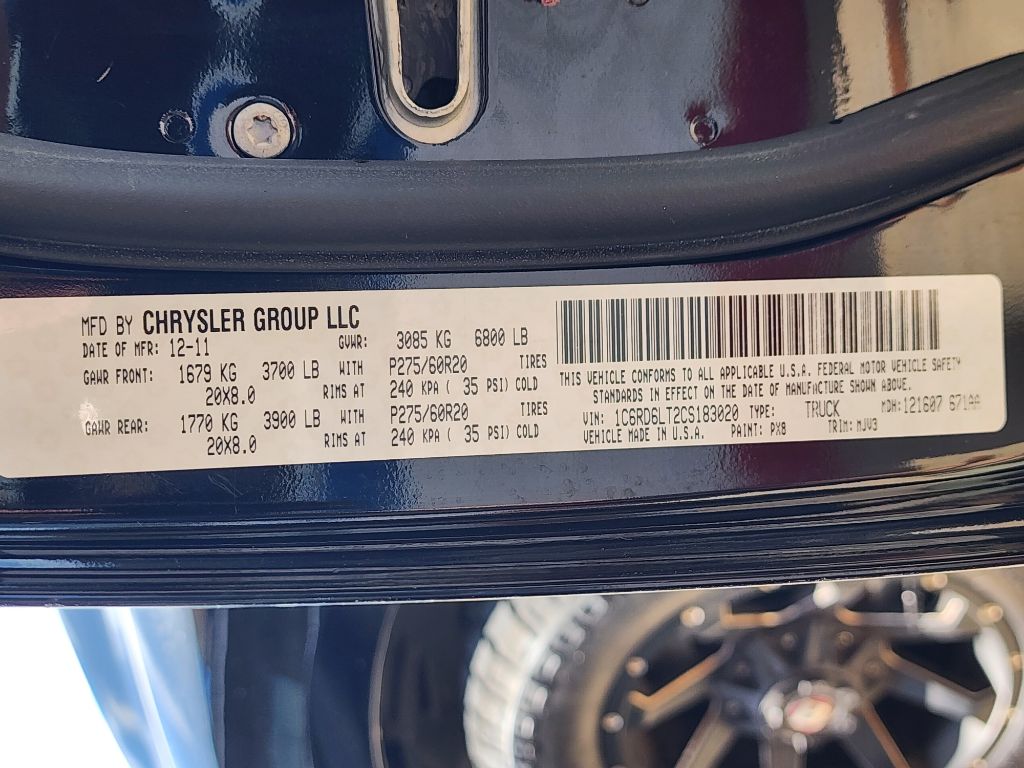 MFD BY CHRYSLER GROUP LLC
DATE OF MFR: 12-11 GVWR: 3085 KG 6800 LB
GAWR FRONT: 1679 KG 3700 LB WITH P275/60R20 TIRES
20X8.0 RIMS AT 240 KPA ( 35 PSI) COLD
GAWR REAR: 1770 KG 3900 LB WITH P275/60R20 TIRES
20X8.0 RIMS AT 240 KPA ( 35 PSI) COLD
THIS VEHICLE CONFORMS TO ALL APPLICABLE U.S.A. FEDERAL MOTOR VEHICLE SAFETY
STANDARDS IN EFFECT ON THE DATE OF MANUFACTURE SHOWN ABOVE.
VIN: 1C6RD6LT2CS183020 TYPE: TRUCK MDH:121607 671AA
VEHICLE MADE IN U.S.A. PAINT: PX8 TRIM: MJV3